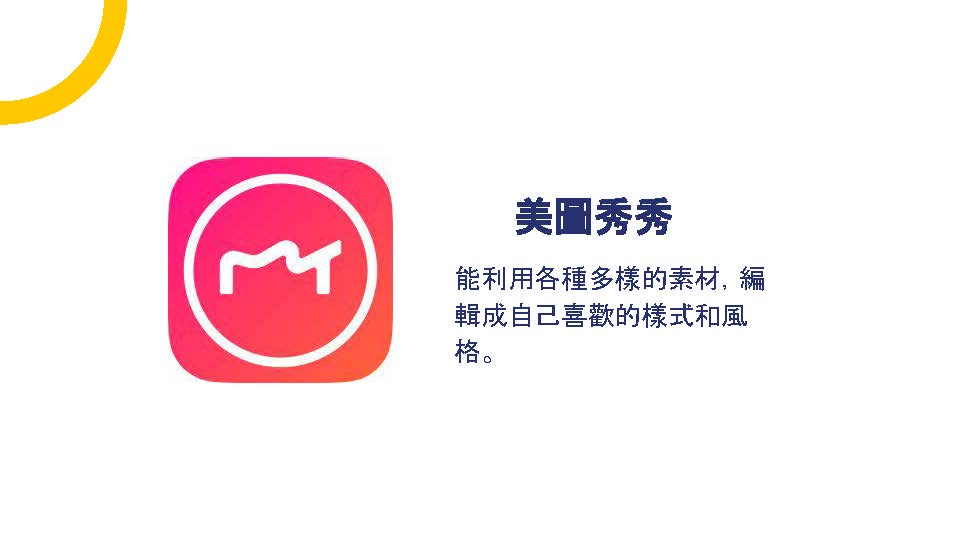 美圖秀秀
能利用各種多樣的素材, 編
輯成自己喜歡的樣式和風
格。